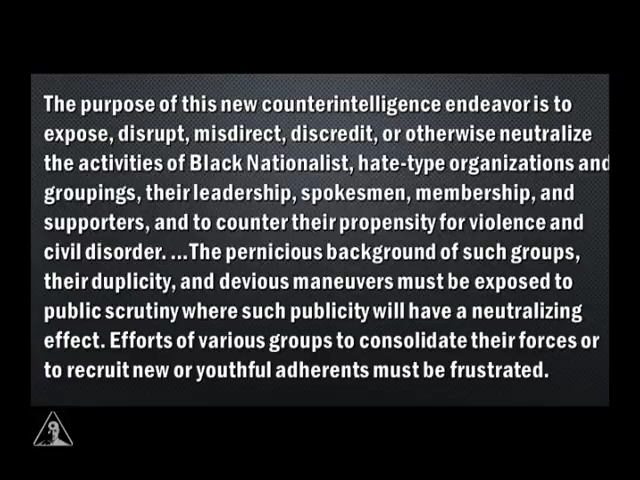 The purpose of this new counterintelligence endeavor is to
expose, disrupt, misdirect, discredit, or otherwise neutralize
the activities of Black Nationalist, hate-type organizations and
groupings, their leadership, spokesmen, membership, and
supporters, and to counter their propensity for violence and
civil disorder. ...The pernicious background of such groups,
their duplicity, and devious maneuvers must be exposed to
public scrutiny where such publicity will have a neutralizing
effect. Efforts of various groups to consolidate their forces or
to recruit new or youthful adherents must be frustrated.